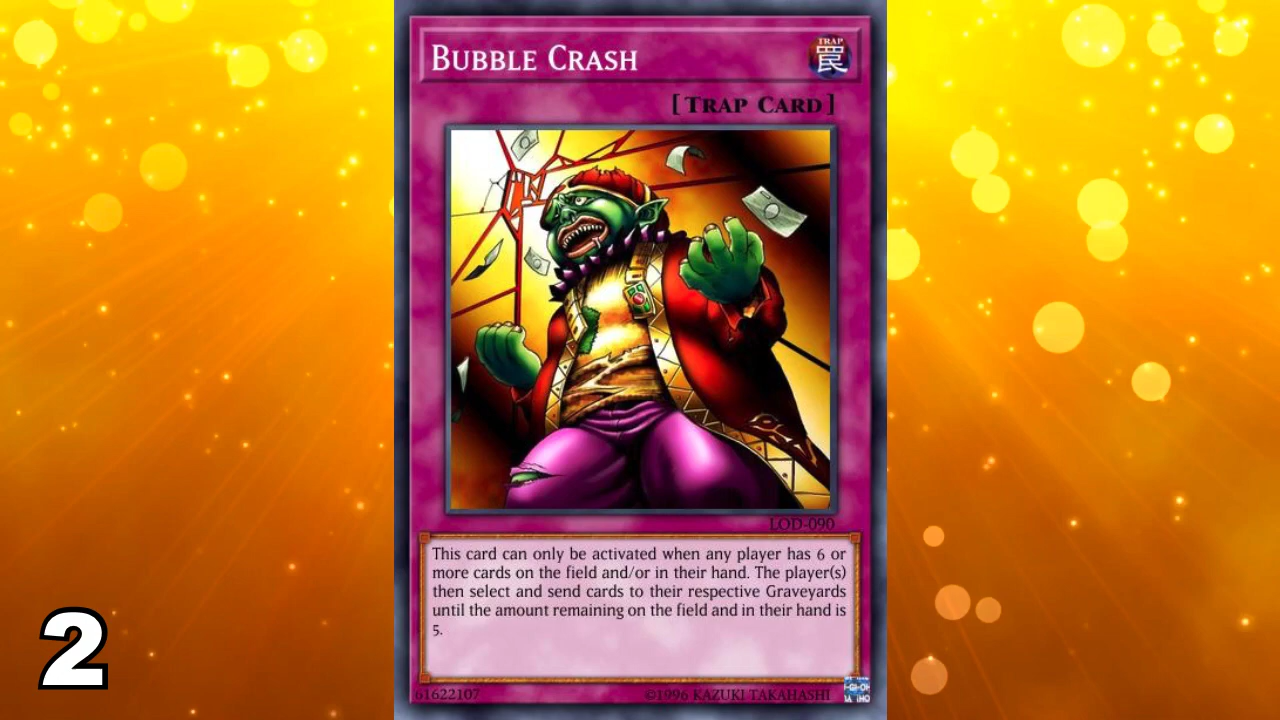 BUBBLE CRASH
TRAP
罠
[TRAP CARD]
LOD-090
This card can only be activated when any player has 6 or
more cards on the field and/or in their hand. The player(s)
then select and send cards to their respective Graveyards
until the amount remaining on the field and in their hand is
5.
2
61622107
©1996 KAZUKI TAKAHASHI